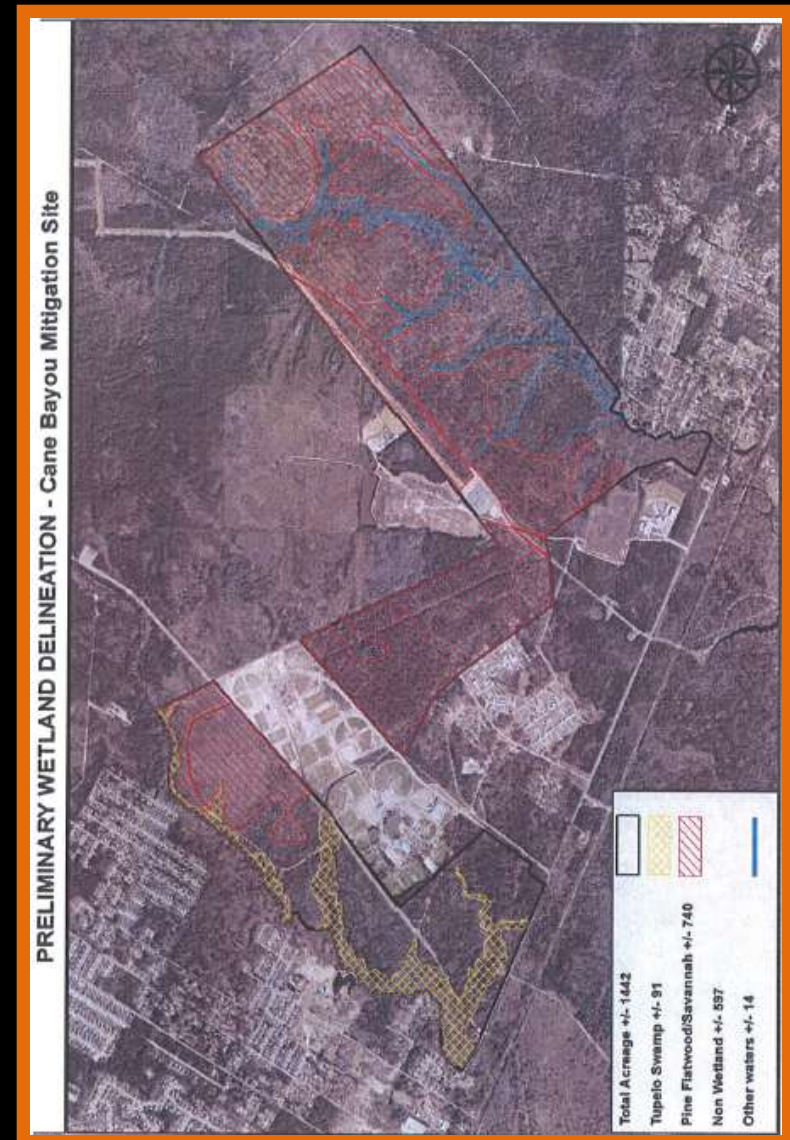 PRELIMINARY WETLAND DELINEATION - Cane Bayou Mitigation Site
Total Acreage +/- 1442
Tupelo Swamp +/- 91
Pine Flatwood/Savannah +/- 740
Non Wetland +/- 597
Other waters +/- 14